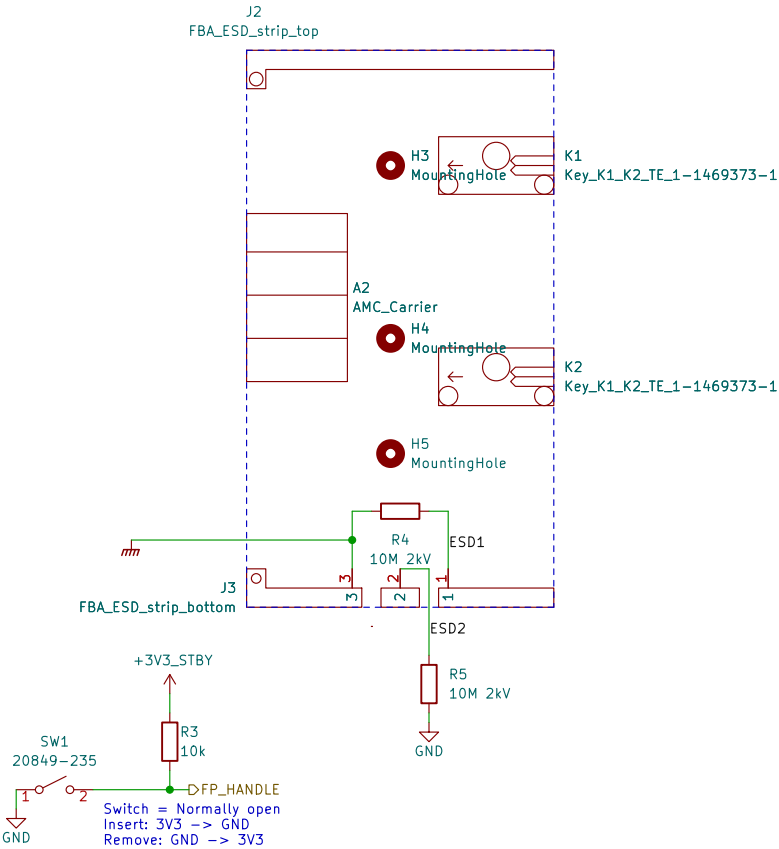 J2
FBA_ESD_strip_top
H3
MountingHole
K1
Key_K1_K2_TE_1-1469373-1
A2
AMC_Carrier
H4
MountingHole
K2
Key_K1_K2_TE_1-1469373-1
H5
MountingHole
R4
10M 2kV
ESD1
3
2
1
3
2
1
J3
FBA_ESD_strip_bottom
ESD2
+3V3_STBY
R5
10M 2kV
R3
10k
SW1
20849-235
GND
1
2
FP_HANDLE
GND
Switch = Normally open
Insert: 3V3 -> GND
Remove: GND -> 3V3